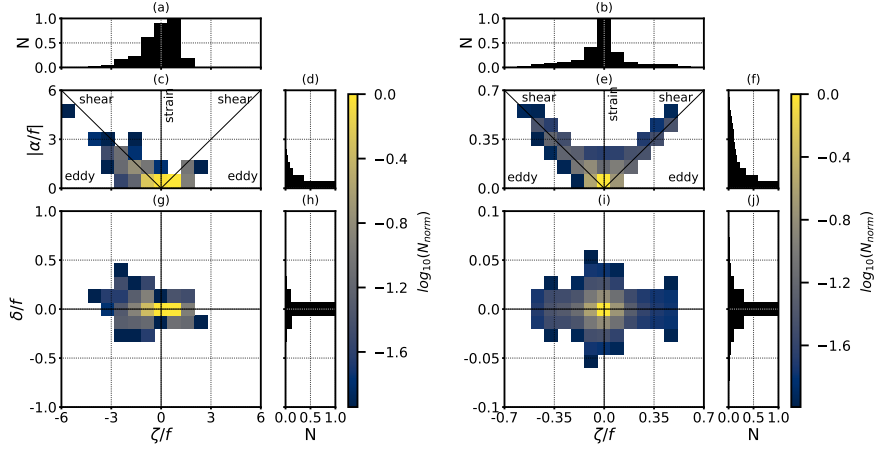 (a)
(b)
N
1.0
0.5
0.0
N
1.0
0.5
0.0
(c)
(d)
(e)
(f)
|α/f|
6
3
0
shear
strain
shear
eddy
eddy
0.0
−0.4
−0.8
−1.2
−1.6
log10(Nnorm)
0.7
0.35
0.0
shear
strain
shear
eddy
eddy
0.0
−0.4
−0.8
−1.2
−1.6
log10(Nnorm)
(g)
(h)
(i)
(j)
δ/f
1.0
0.5
0.0
-0.5
-1.0
0.1
0.05
0.0
-0.05
-0.1
-6 -3 0 3 6
0.0 0.5 1.0
-0.7 -0.35 0.0 0.35 0.7
0.0 0.5 1.0
ζ/f
N
ζ/f
N